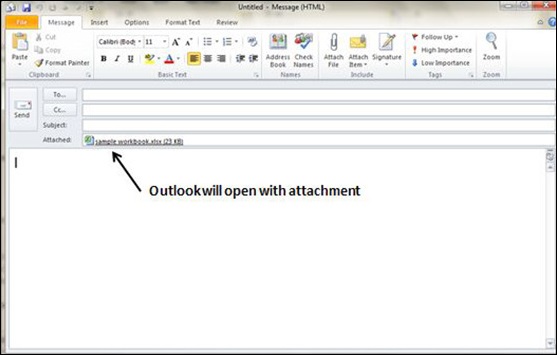 Untitled - Message (HTML)
File Message Insert Options Format Text Review
Paste
Cut
Copy
Format Painter
Clipboard
Calibri (Body 11
B I U
Basic Text
Address Book
Check Names
Names
Attach File
Attach Item
Signature
Include
Follow Up
High Importance
Low Importance
Tags
Zoom
Zoom
Send
To...
Cc...
Subject:
Attached: sample workbook.xlsx (23 KB)
Outlook will open with attachment